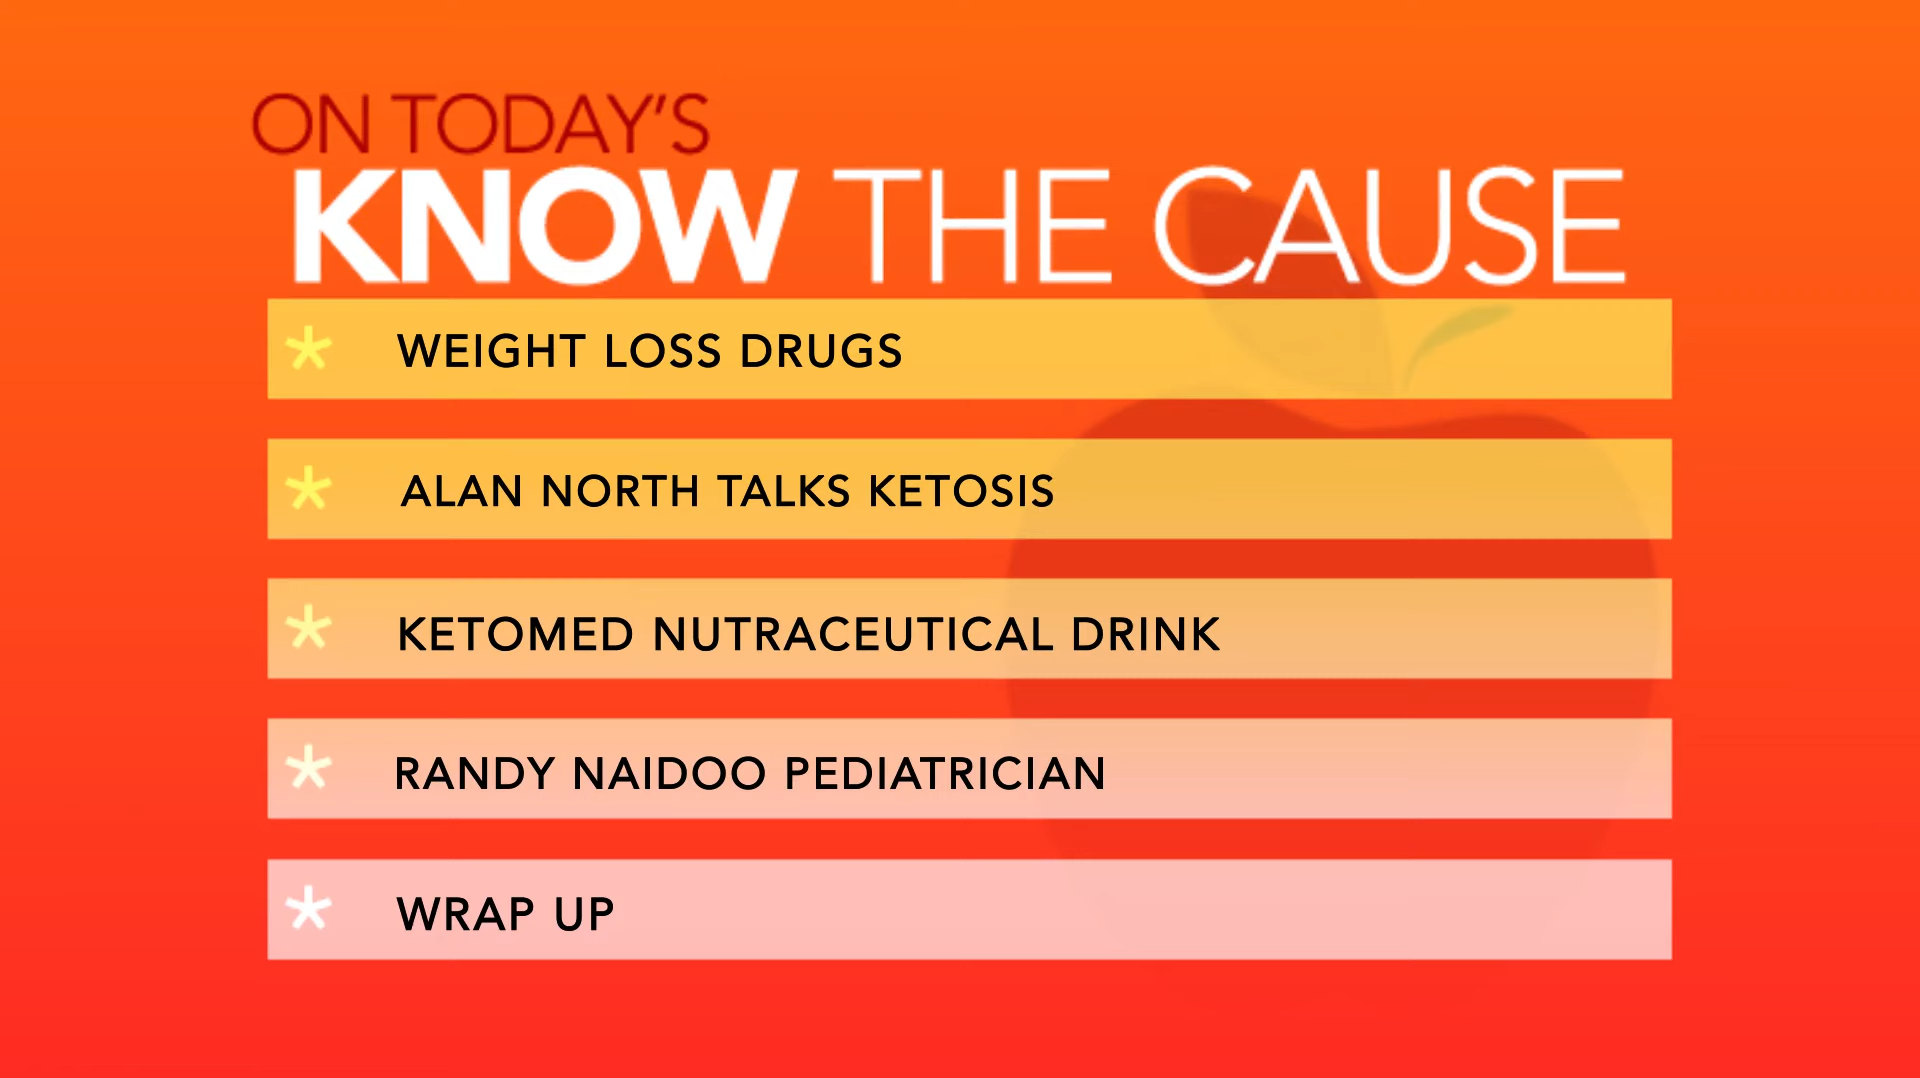 ON TODAY'S
KNOW THE CAUSE
* WEIGHT LOSS DRUGS
* ALAN NORTH TALKS KETOSIS
* KETOMED NUTRACEUTICAL DRINK
* RANDY NAIDOO PEDIATRICIAN
* WRAP UP